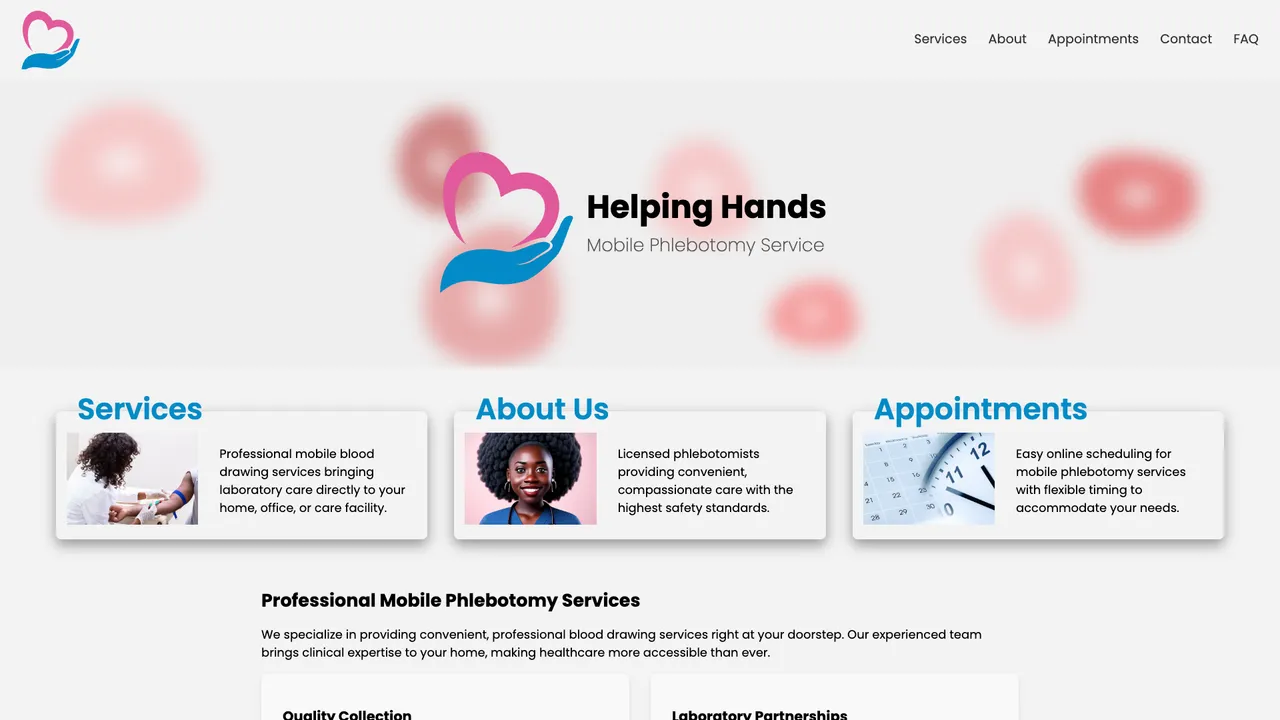 Services About Appointments Contact FAQ
Helping Hands
Mobile Phlebotomy Service
Services
Professional mobile blood
drawing services bringing
laboratory care directly to your
home, office, or care facility.
About Us
Licensed phlebotomists
providing convenient,
compassionate care with the
highest safety standards.
Appointments
Easy online scheduling for
mobile phlebotomy services
with flexible timing to
accommodate your needs.
Professional Mobile Phlebotomy Services
We specialize in providing convenient, professional blood drawing services right at your doorstep. Our experienced team
brings clinical expertise to your home, making healthcare more accessible than ever.
Quality Collection
Laboratory Partnerships